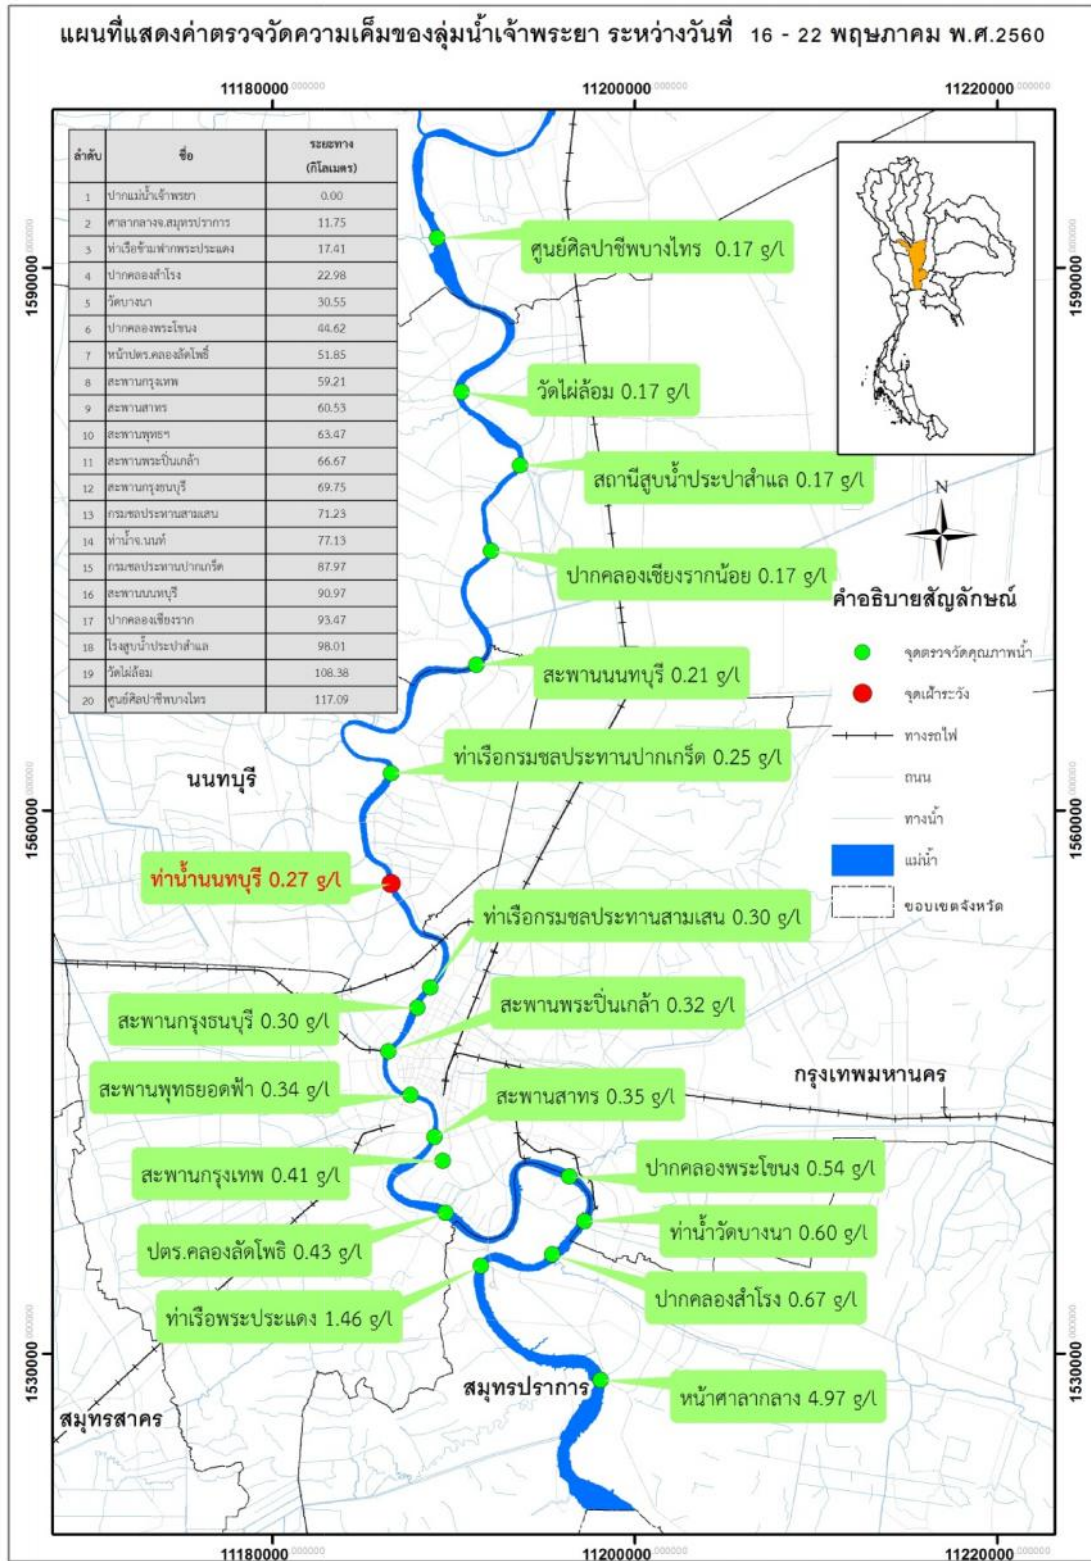 แผนที่แสดงค่าตรวจวัดความเค็มของลุ่มน้ำเจ้าพระยา ระหว่างวันที่ 16 - 22 พฤษภาคม พ.ศ.2560
11180000.000000
11200000.000000
11220000.000000
1590000.000000
1560000.000000
1530000.000000
ลำดับ ชื่อ ระยะทาง
(กิโลเมตร)
1 ปากแม่น้ำเจ้าพรยา 0.00
2 ศาลากลางจ.สมุทรปราการ 11.75
3 ท่าเรือข้ามฟากพระประแดง 17.41
4 ปากคลองสำโรง 22.98
5 วัดบางนา 30.55
6 ปากคลองพระโขนง 44.62
7 หน้าปตร.คลองลัดโพธิ์ 51.85
8 สะพานกรุงเทพ 59.21
9 สะพานสาทร 60.53
10 สะพานพุทธฯ 63.47
11 สะพานพระปิ่นเกล้า 66.67
12 สะพานกรุงธนบุรี 69.75
13 กรมชลประทานสามเสน 71.23
14 ท่าน้ำจ.นนท์ 77.13
15 กรมชลประทานปากเกร็ด 87.97
16 สะพานนนทบุรี 90.97
17 ปากคลองเชียงราก 93.47
18 โรงสูบน้ำประปาสำแล 98.01
19 วัดไผ่ล้อม 108.38
20 ศูนย์ศิลปาชีพบางไทร 117.09
ศูนย์ศิลปาชีพบางไทร 0.17 g/l
วัดไผ่ล้อม 0.17 g/l
สถานีสูบน้ำประปาสำแล 0.17 g/l
ปากคลองเชียงรากน้อย 0.17 g/l
สะพานนนทบุรี 0.21 g/l
ท่าเรือกรมชลประทานปากเกร็ด 0.25 g/l
นนทบุรี
ท่าน้ำนนทบุรี 0.27 g/l
ท่าเรือกรมชลประทานสามเสน 0.30 g/l
สะพานกรุงธนบุรี 0.30 g/l
สะพานพระปิ่นเกล้า 0.32 g/l
สะพานพุทธยอดฟ้า 0.34 g/l
สะพานสาทร 0.35 g/l
กรุงเทพมหานคร
สะพานกรุงเทพ 0.41 g/l
ปากคลองพระโขนง 0.54 g/l
ปตร.คลองลัดโพธิ 0.43 g/l
ท่าน้ำวัดบางนา 0.60 g/l
ท่าเรือพระประแดง 1.46 g/l
ปากคลองสำโรง 0.67 g/l
สมุทรปราการ
หน้าศาลากลาง 4.97 g/l
สมุทรสาคร
N
คำอธิบายสัญลักษณ์
จุดตรวจวัดคุณภาพน้ำ
จุดเฝ้าระวัง
ทางรถไฟ
ถนน
ทางน้ำ
แม่น้ำ
ขอบเขตจังหวัด
1590000.000000
1560000.000000
1530000.000000
11180000.000000
11200000.000000
11220000.000000